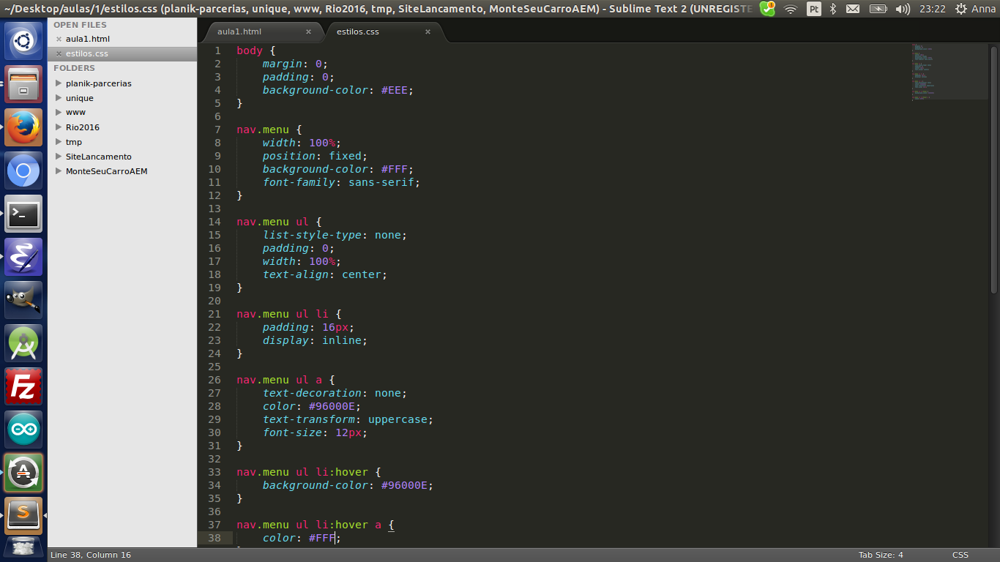 ~/Desktop/aulas/1/estilos.css (planik-parcerias, unique, www, Rio2016, tmp, SiteLancamento, MonteSeuCarroAEM) - Sublime Text 2 (UNREGISTE
Pt
23:22
Anna
OPEN FILES
aula1.html
estilos.css
FOLDERS
planik-parcerias
unique
www
Rio2016
tmp
SiteLancamento
MonteSeuCarroAEM
aula1.html
estilos.css
1 body {
2 margin: 0;
3 padding: 0;
4 background-color: #EEE;
5 }
6
7 nav.menu {
8 width: 100%;
9 position: fixed;
10 background-color: #FFF;
11 font-family: sans-serif;
12 }
13
14 nav.menu ul {
15 list-style-type: none;
16 padding: 0;
17 width: 100%;
18 text-align: center;
19 }
20
21 nav.menu ul li {
22 padding: 16px;
23 display: inline;
24 }
25
26 nav.menu ul a {
27 text-decoration: none;
28 color: #96000E;
29 text-transform: uppercase;
30 font-size: 12px;
31 }
32
33 nav.menu ul li:hover {
34 background-color: #96000E;
35 }
36
37 nav.menu ul li:hover a {
38 color: #FFF;
Line 38, Column 16
Tab Size: 4
CSS